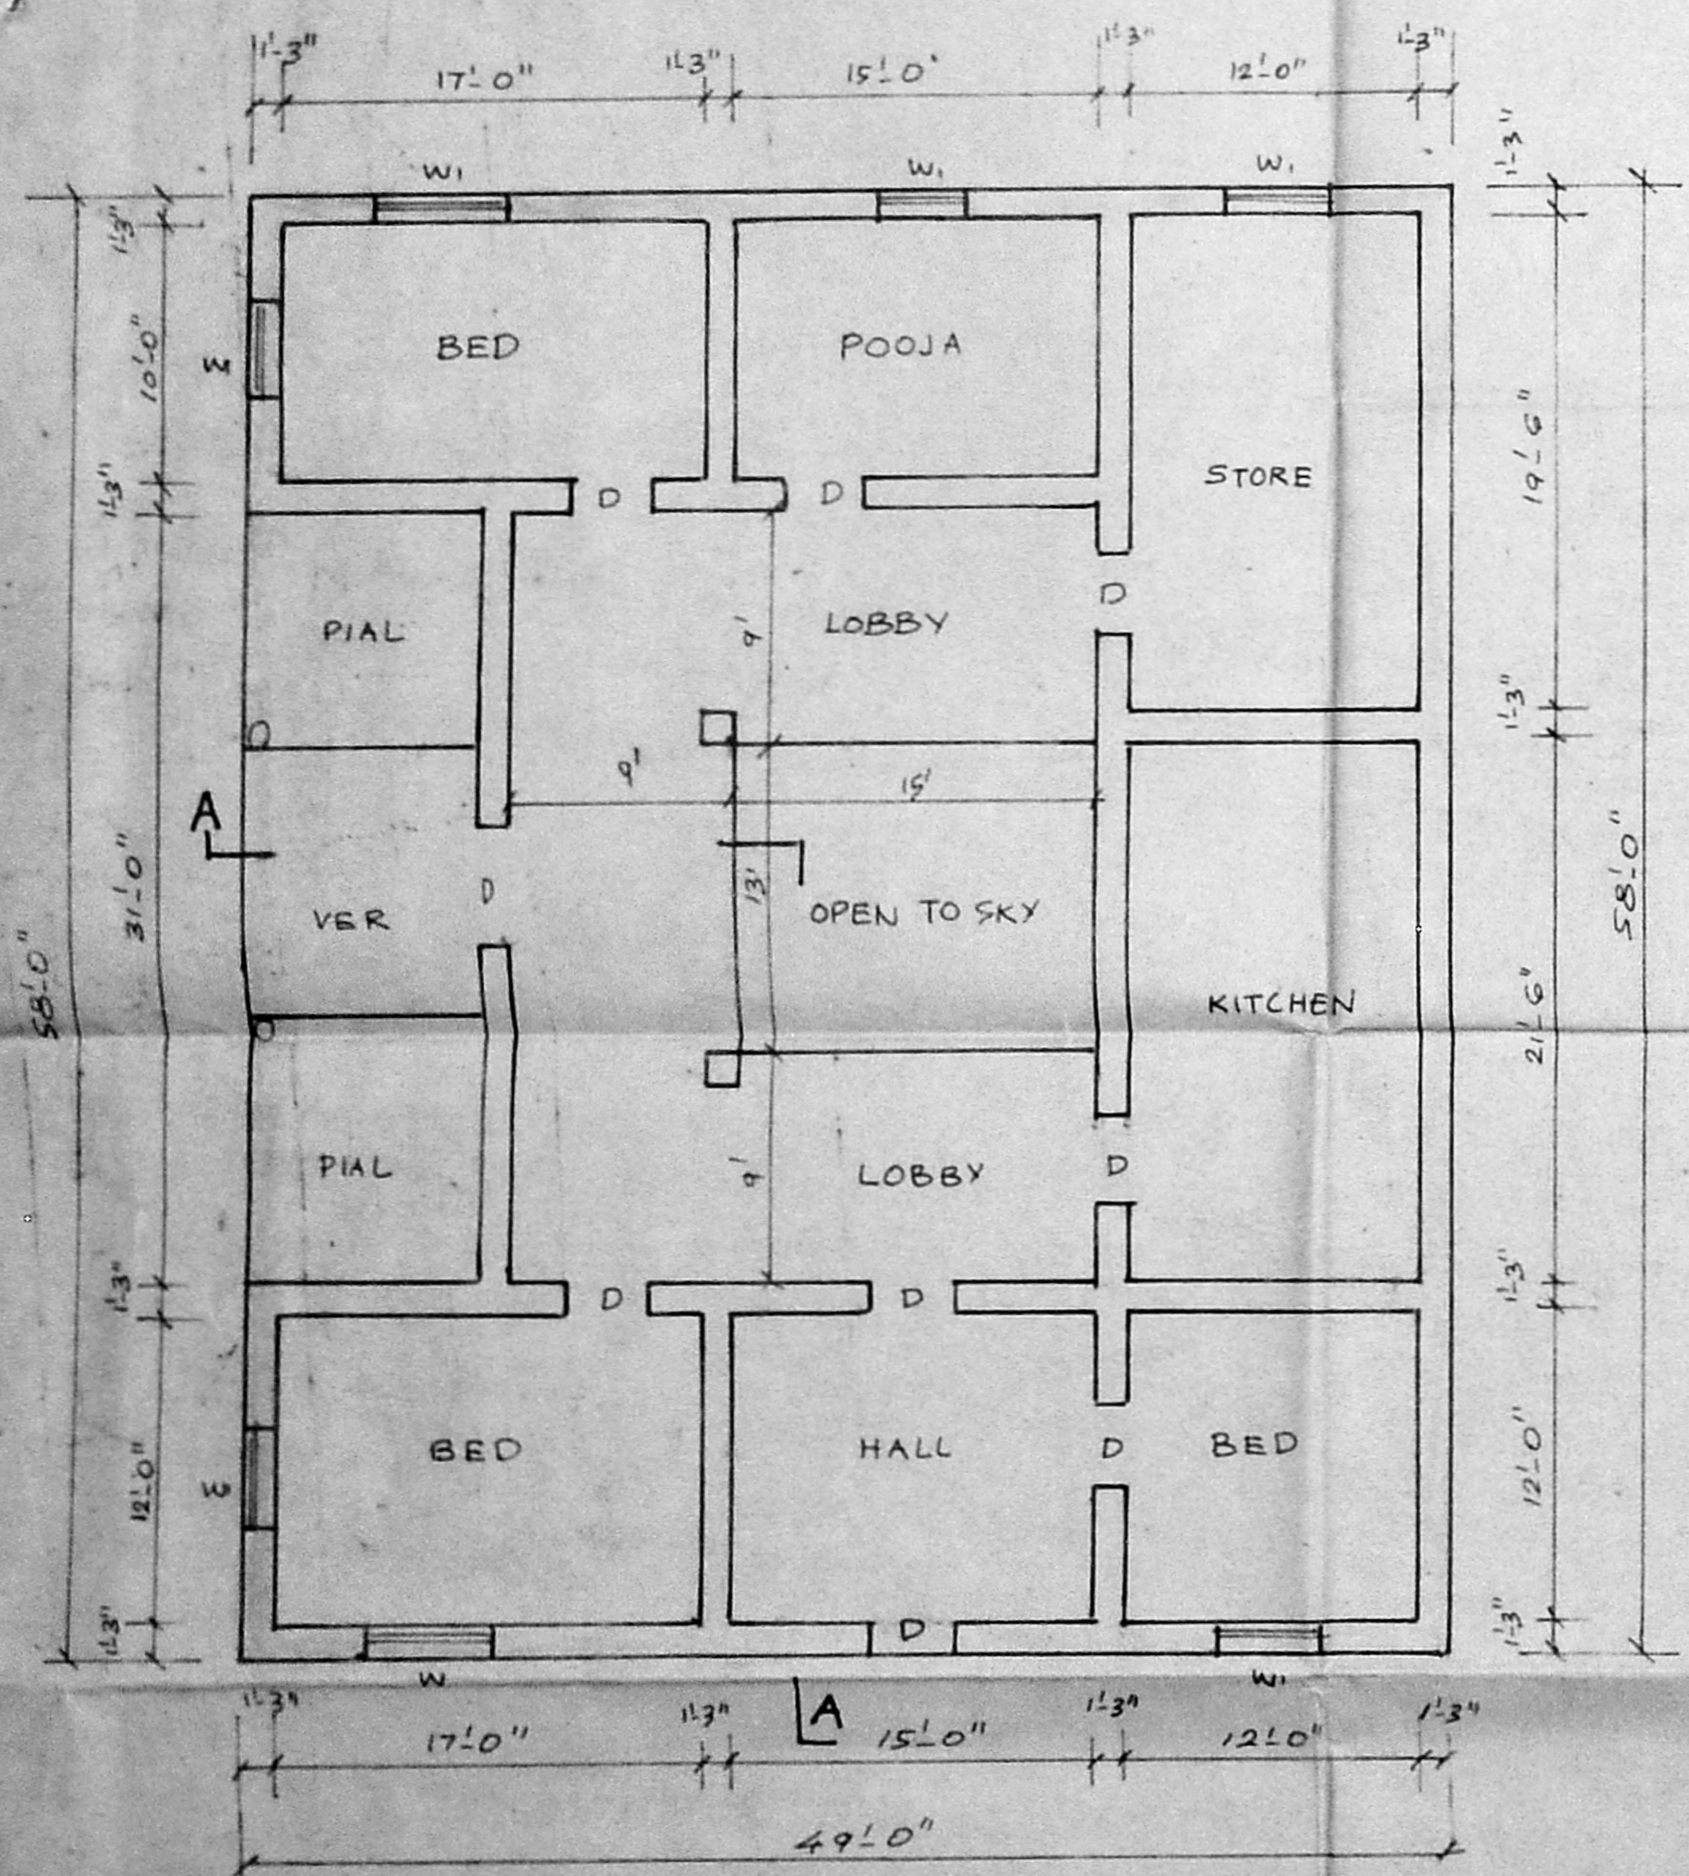 1'-3" 17'-0" 1'-3" 15'-0" 1'-3" 12'-0" 1'-3"
W1 W1 W1
1'-3"
1'-3"
BED
POOJA
10'-0"
W
STORE
19'-6"
1'-3"
D
D
D
PIAL
LOBBY
9'
1'-3"
9'
15'
A
31'-0"
58'-0"
VER
D
13'
OPEN TO SKY
58'-0"
KITCHEN
21'-6"
PIAL
9'
LOBBY
D
1'-3"
D
D
1'-3"
BED
HALL
D
BED
12'-0"
W
12'-0"
1'-3"
D
1'-3"
W
W1
1'-3" 17'-0" 1'-3" A 15'-0" 1'-3" 12'-0" 1'-3"
49'-0"